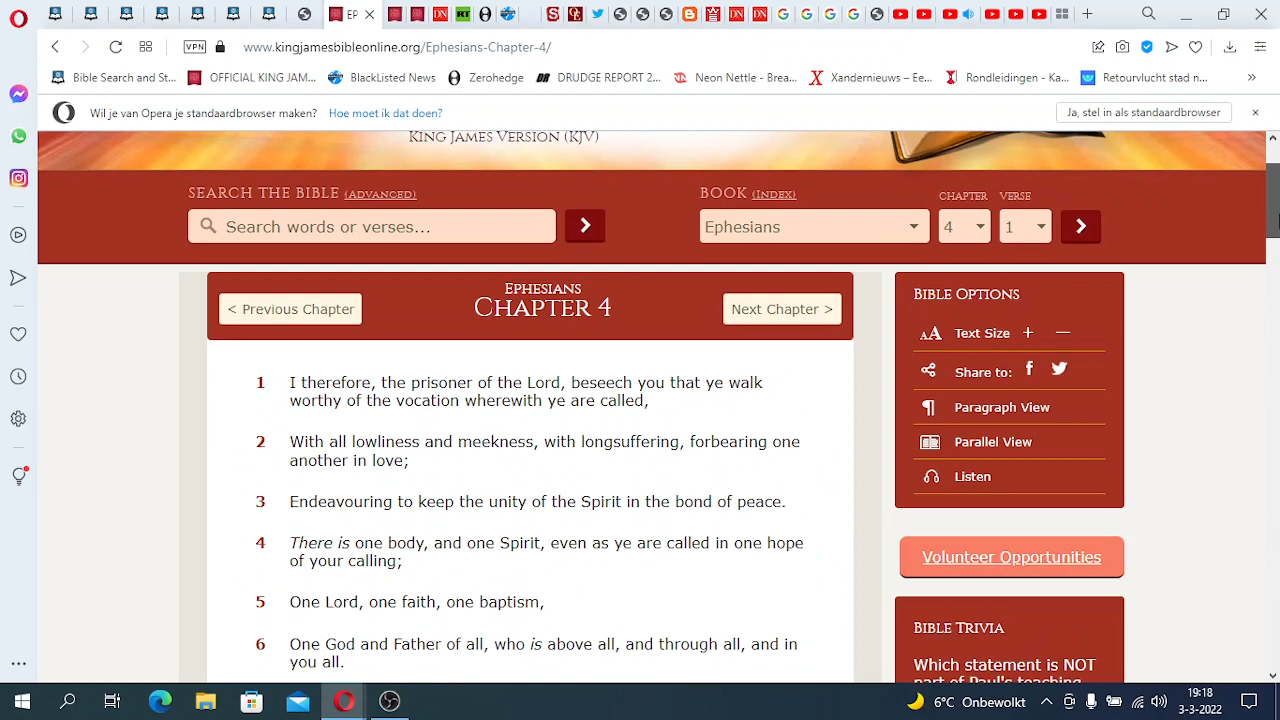 EP
DN
RT
DN
DN
VPN
www.kingjamesbibleonline.org/Ephesians-Chapter-4/
Bible Search and St...
OFFICIAL KING JAM...
BlackListed News
Zerohedge
DRUDGE REPORT 2...
Neon Nettle - Brea...
Xandernieuws – Ee...
Rondleidingen - Ka...
Retourvlucht stad n...
Wil je van Opera je standaardbrowser maken? Hoe moet ik dat doen?
Ja, stel in als standaardbrowser
King James Version (KJV)
Search the Bible (Advanced)
Search words or verses...
Book (Index)
Chapter
Verse
Ephesians
4
1
< Previous Chapter
Ephesians
Chapter 4
Next Chapter >
1 I therefore, the prisoner of the Lord, beseech you that ye walk
worthy of the vocation wherewith ye are called,
2 With all lowliness and meekness, with longsuffering, forbearing one
another in love;
3 Endeavouring to keep the unity of the Spirit in the bond of peace.
4 There is one body, and one Spirit, even as ye are called in one hope
of your calling;
5 One Lord, one faith, one baptism,
6 One God and Father of all, who is above all, and through all, and in
you all.
Bible Options
AA Text Size + —
Share to:
Paragraph View
Parallel View
Listen
Volunteer Opportunities
Bible Trivia
Which statement is NOT
part of Paul's teaching
6°C Onbewolkt
19:18
3-3-2022